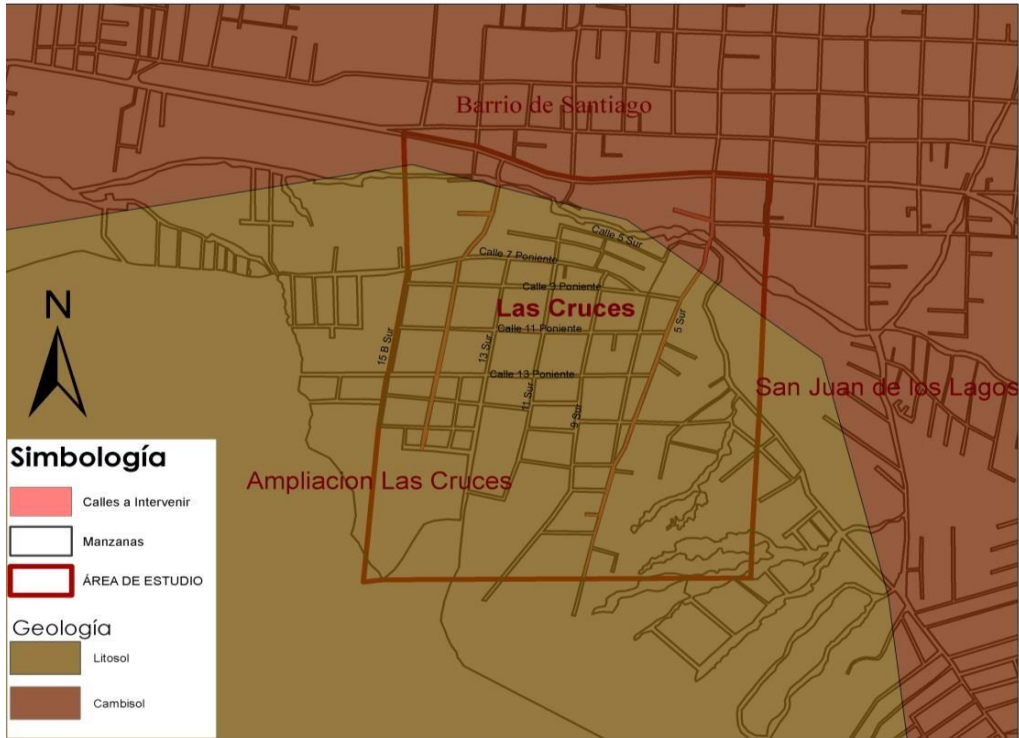 Barrio de Santiago
Calle 5 Sur
Calle 7 Poniente
Calle 9 Poniente
Las Cruces
Calle 11 Poniente
5 Sur
15 B Sur
13 Sur
Calle 13 Poniente
11 Sur
9 Sur
San Juan de los Lagos
Ampliacion Las Cruces
N
Simbología
Calles a Intervenir
Manzanas
ÁREA DE ESTUDIO
Geología
Litosol
Cambisol